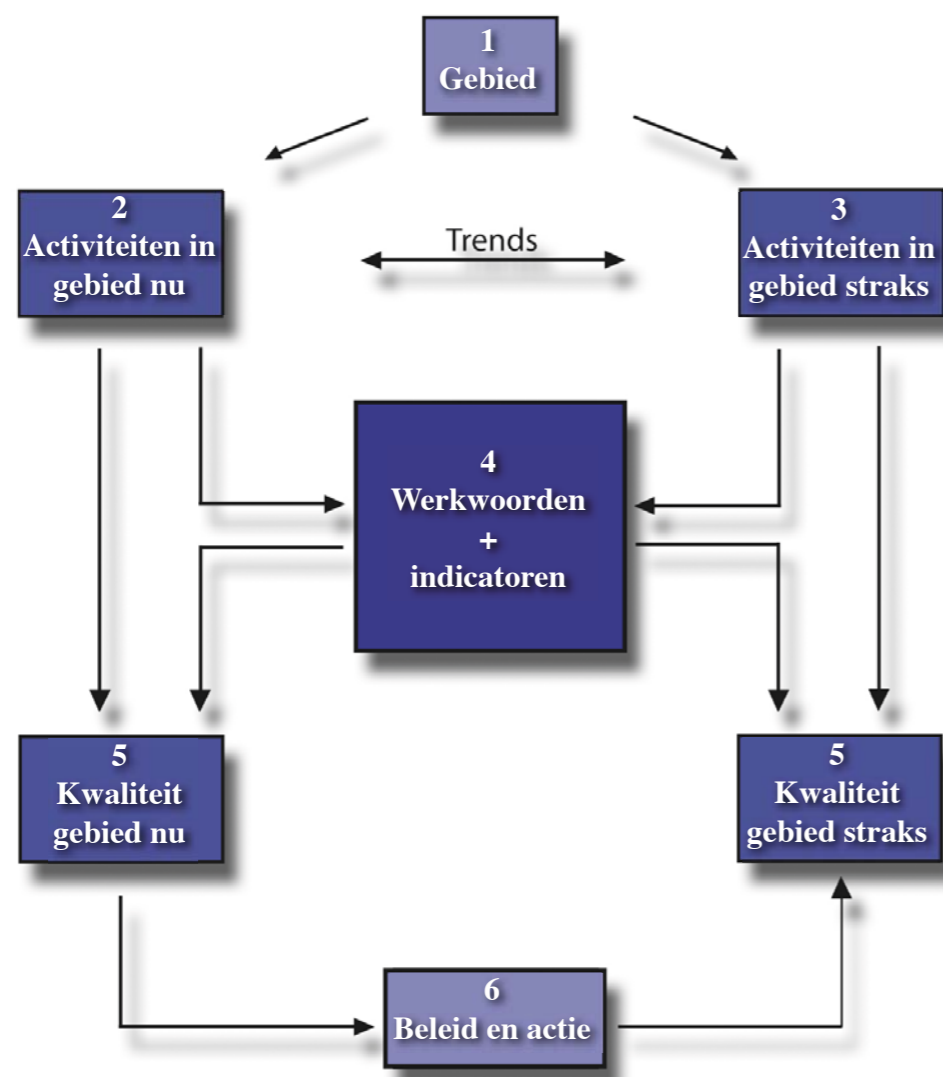 1
Gebied
2
Activiteiten in
gebied nu
Trends
3
Activiteiten in
gebied straks
4
Werkwoorden
+
indicatoren
5
Kwaliteit
gebied nu
5
Kwaliteit
gebied straks
6
Beleid en actie